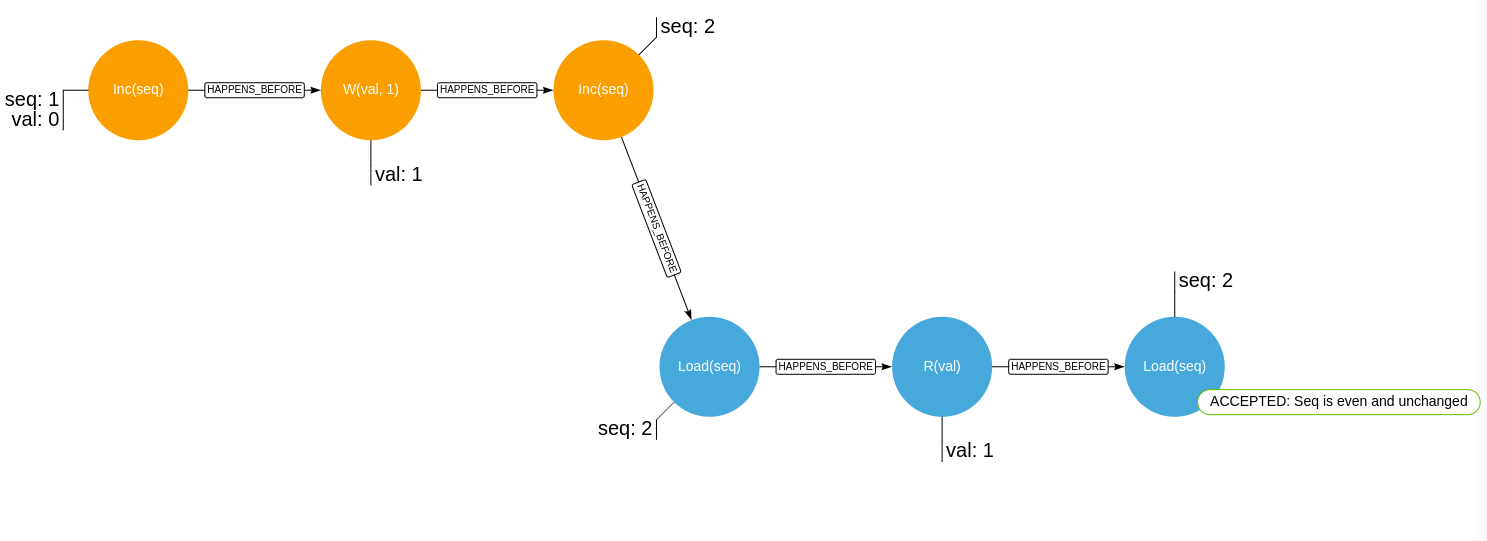 seq: 2
Inc(seq)
HAPPENS_BEFORE
W(val, 1)
HAPPENS_BEFORE
Inc(seq)
seq: 1
val: 0
val: 1
HAPPENS_BEFORE
seq: 2
Load(seq)
HAPPENS_BEFORE
R(val)
HAPPENS_BEFORE
Load(seq)
ACCEPTED: Seq is even and unchanged
seq: 2
val: 1